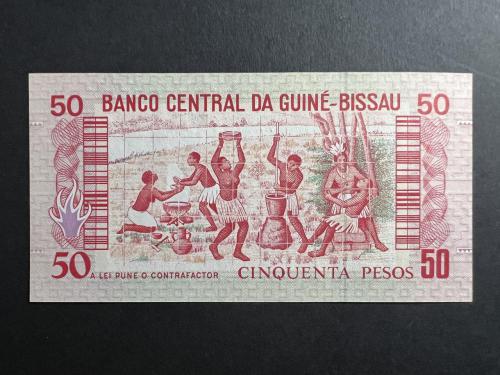 50 BANCO CENTRAL DA GUINÉ-BISSAU 50
50 A LEI PUNE O CONTRAFACTOR CINQUENTA PESOS 50